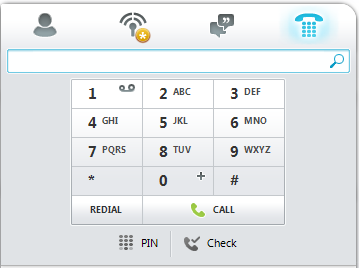 1 2 ABC 3 DEF
4 GHI 5 JKL 6 MNO
7 PQRS 8 TUV 9 WXYZ
* 0 + #
REDIAL CALL
PIN Check